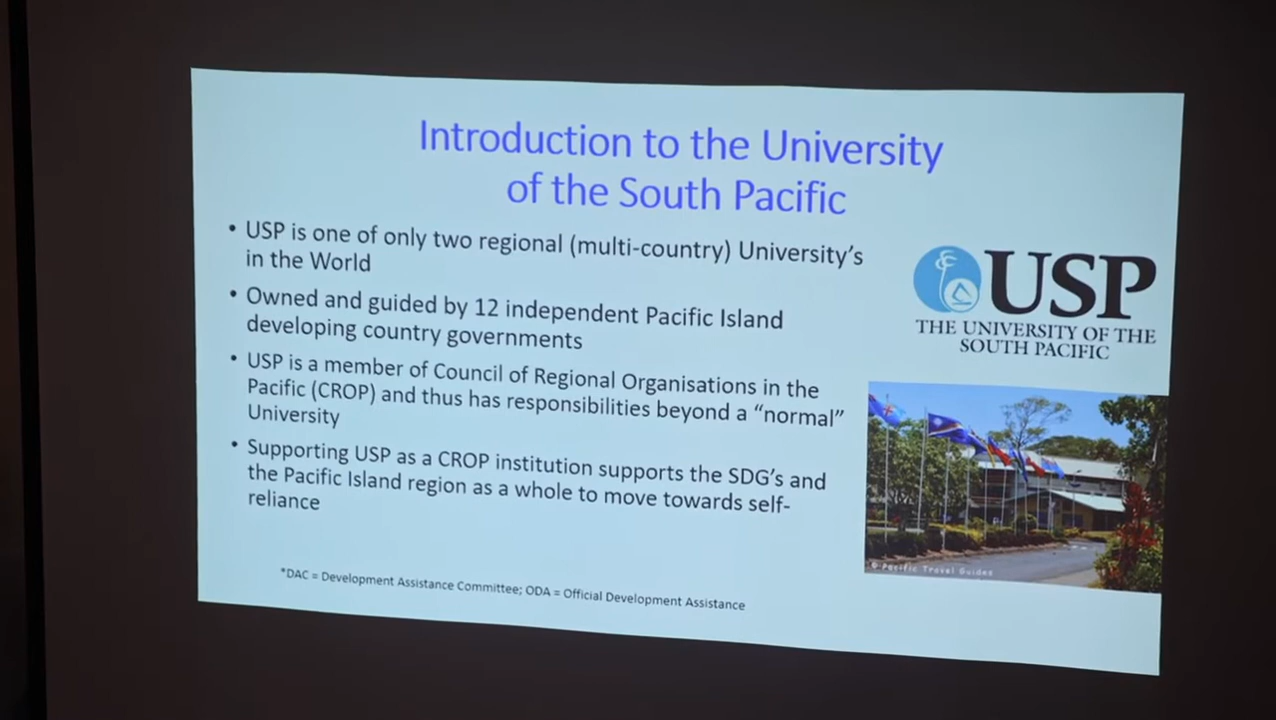 Introduction to the University
of the South Pacific
• USP is one of only two regional (multi-country) University's
in the World
• Owned and guided by 12 independent Pacific Island
developing country governments
• USP is a member of Council of Regional Organisations in the
Pacific (CROP) and thus has responsibilities beyond a “normal”
University
• Supporting USP as a CROP institution supports the SDG's and
the Pacific Island region as a whole to move towards self-
reliance
*DAC = Development Assistance Committee; ODA = Official Development Assistance
USP
THE UNIVERSITY OF THE
SOUTH PACIFIC
© Pacific Travel Guides